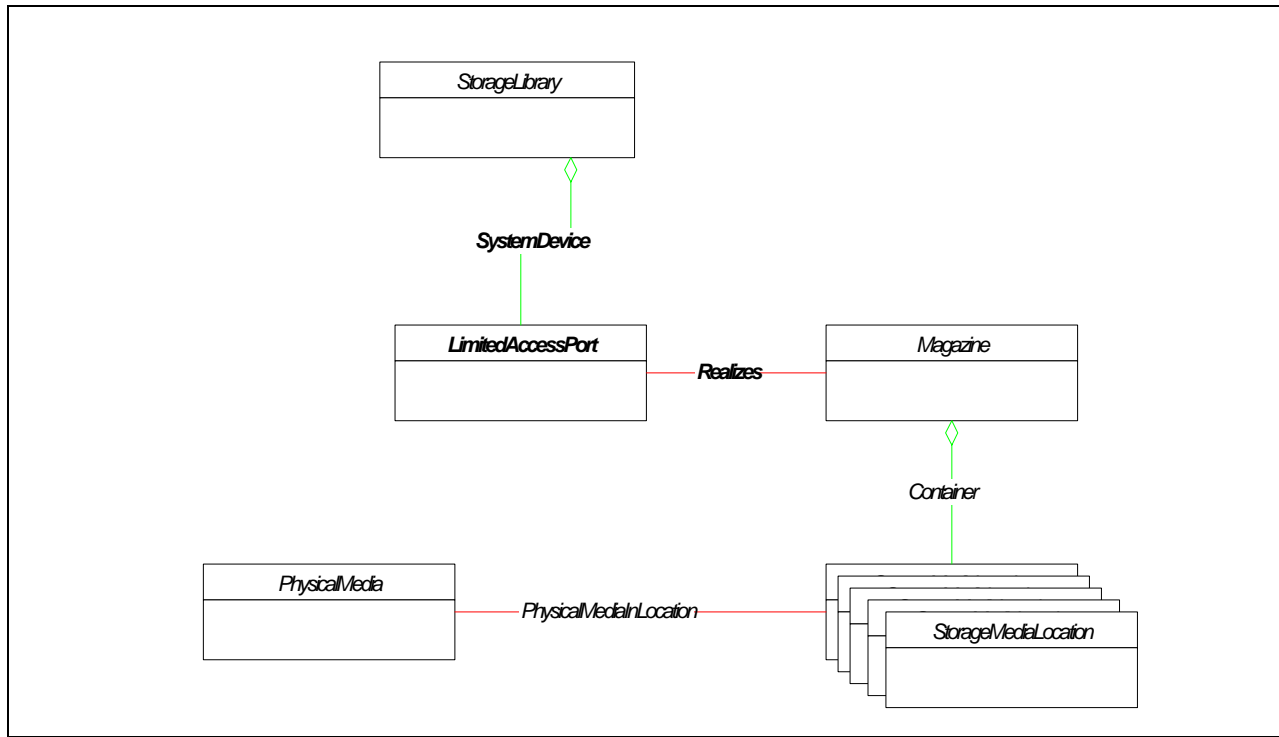 StorageLibrary
SystemDevice
LimitedAccessPort
Realizes
Magazine
Container
PhysicalMedia
PhysicalMediaInLocation
StorageMediaLocation